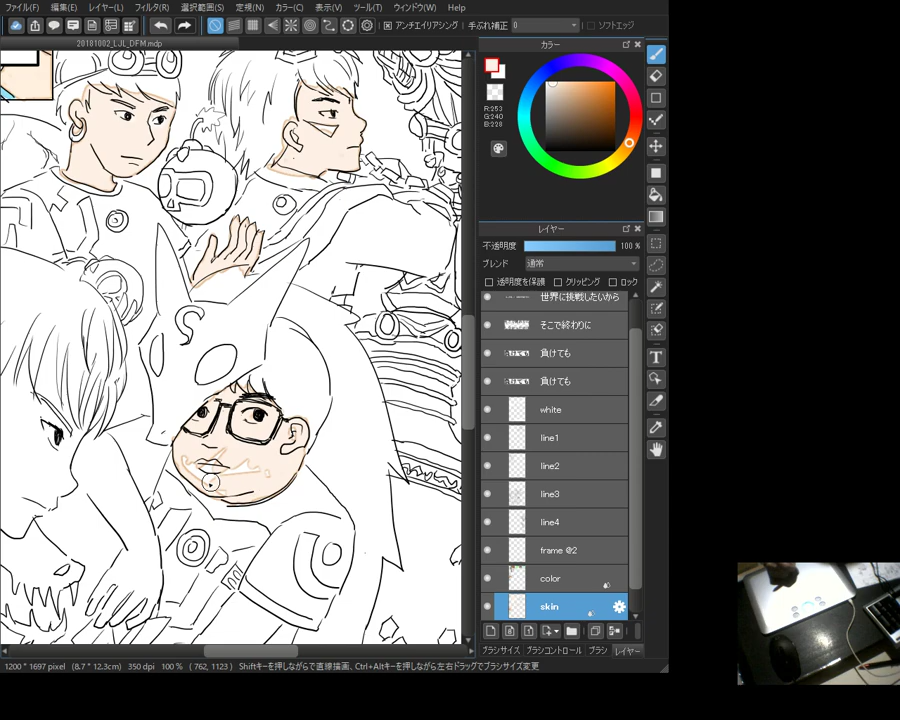 ファイル(F) 編集(E) レイヤー(L) フィルタ(R) 選択範囲(S) 定規(N) カラー(C) 表示(V) ツール(T) ウィンドウ(W) Help
アンチエイリアシング 手ぶれ補正 0 ソフトエッジ
20181002_LJL_DFM.mdp
カラー
R:253
G:240
B:228
レイヤー
不透明度 100 %
ブレンド 通常
透明度を保護 クリッピング ロック
世界に挑戦したいから
そこで終わりに
負けても
負けても
white
line1
line2
line3
line4
frame @2
color
skin
ブラシサイズ ブラシコントロール ブラシ レイヤー
1200 * 1697 pixel (8.7 * 12.3cm) 350 dpi 100 % ( 762, 1123 ) Shiftキーを押しながらで直線描画、Ctrl+Altキーを押しながら左右ドラッグでブラシサイズ変更